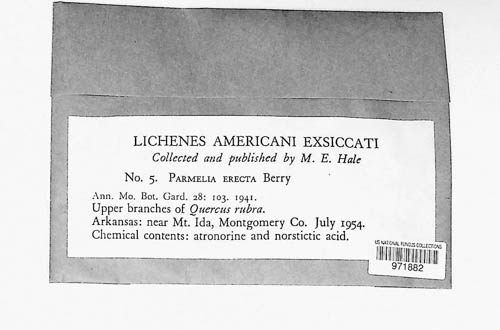 LICHENES AMERICANI EXSICCATI
Collected and published by M. E. Hale
No. 5. PARMELIA ERECTA Berry
Ann. Mo. Bot. Gard. 28: 103. 1941.
Upper branches of Quercus rubra.
Arkansas: near Mt. Ida, Montgomery Co. July 1954.
Chemical contents: atronorine and norstictic acid.
US NATIONAL FUNGUS COLLECTIONS
971882